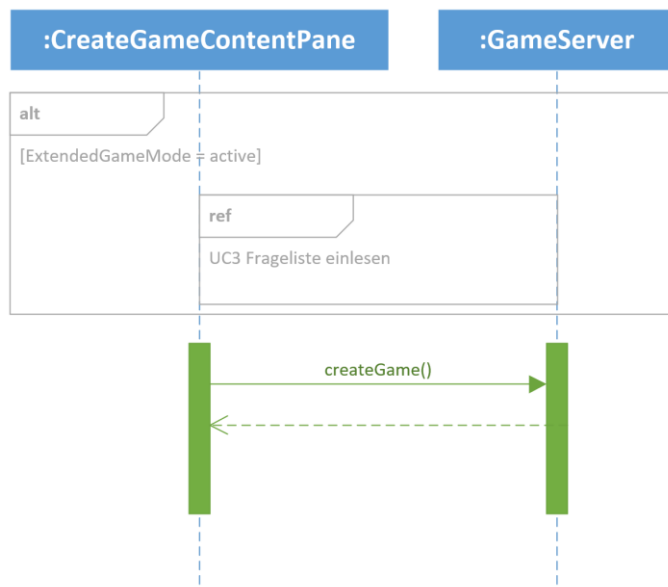 :CreateGameContentPane
:GameServer
alt
[ExtendedGameMode = active]
ref
UC3 Frageliste einlesen
createGame()